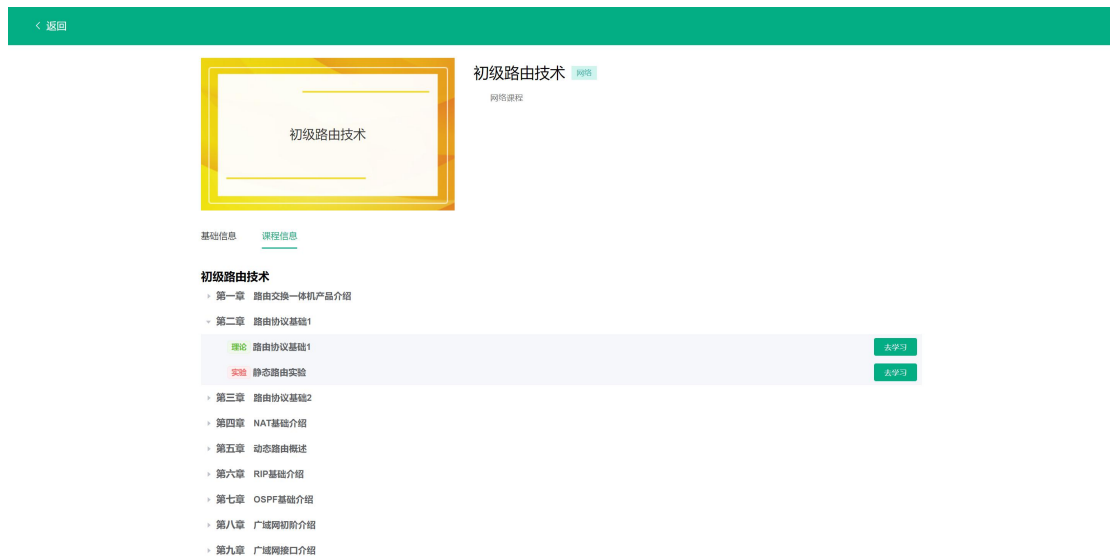 < 返回
初级路由技术 网络
网络课程
初级路由技术
基础信息 课程信息
初级路由技术
第一章 路由交换一体机产品介绍
第二章 路由协议基础1
理论 路由协议基础1 去学习
实验 静态路由实验 去学习
第三章 路由协议基础2
第四章 NAT基础介绍
第五章 动态路由概述
第六章 RIP基础介绍
第七章 OSPF基础介绍
第八章 广域网初阶介绍
第九章 广域网接口介绍